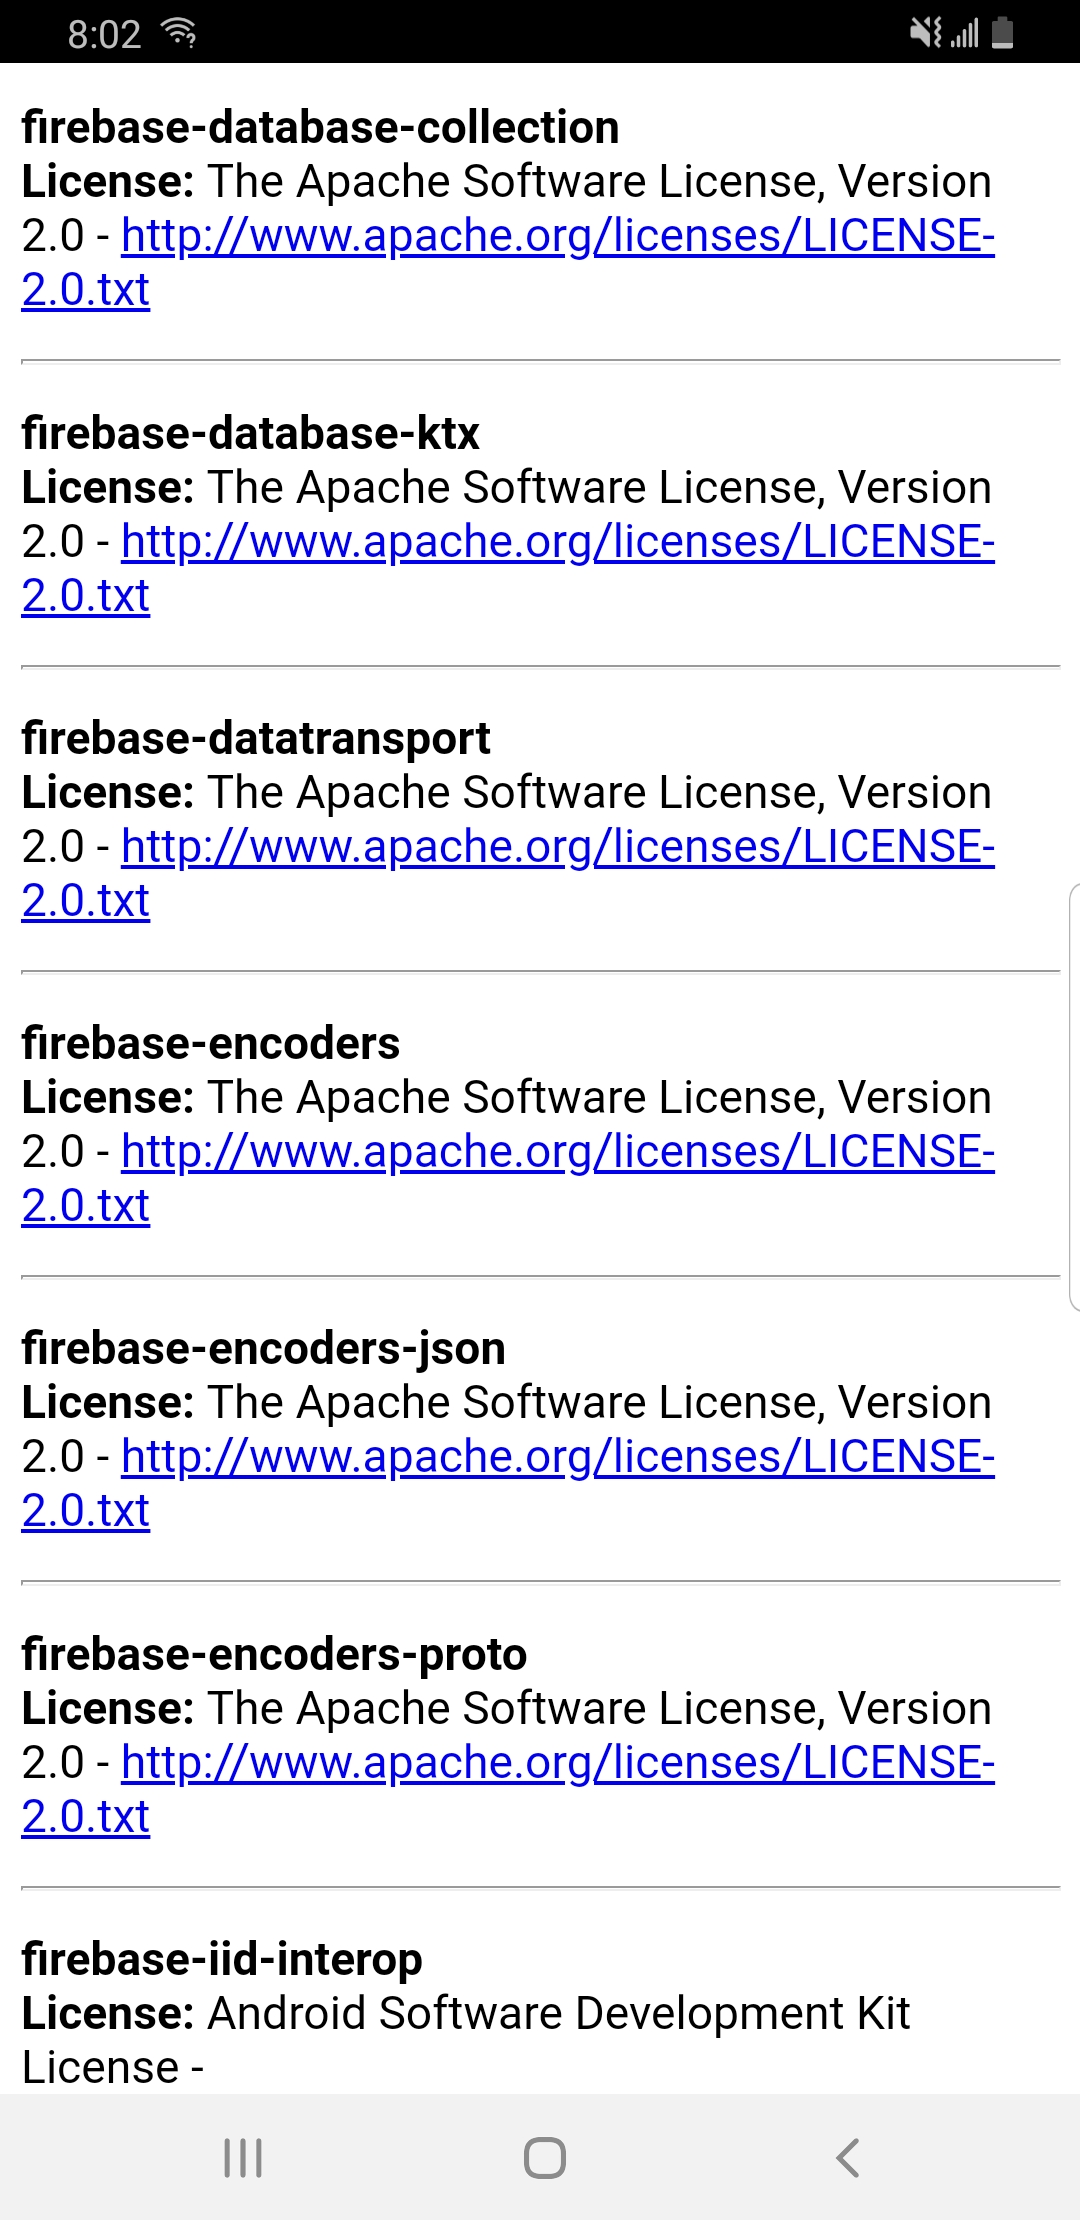 8:02
firebase-database-collection
License: The Apache Software License, Version
2.0 - http://www.apache.org/licenses/LICENSE-
2.0.txt
firebase-database-ktx
License: The Apache Software License, Version
2.0 - http://www.apache.org/licenses/LICENSE-
2.0.txt
firebase-datatransport
License: The Apache Software License, Version
2.0 - http://www.apache.org/licenses/LICENSE-
2.0.txt
firebase-encoders
License: The Apache Software License, Version
2.0 - http://www.apache.org/licenses/LICENSE-
2.0.txt
firebase-encoders-json
License: The Apache Software License, Version
2.0 - http://www.apache.org/licenses/LICENSE-
2.0.txt
firebase-encoders-proto
License: The Apache Software License, Version
2.0 - http://www.apache.org/licenses/LICENSE-
2.0.txt
firebase-iid-interop
License: Android Software Development Kit
License -